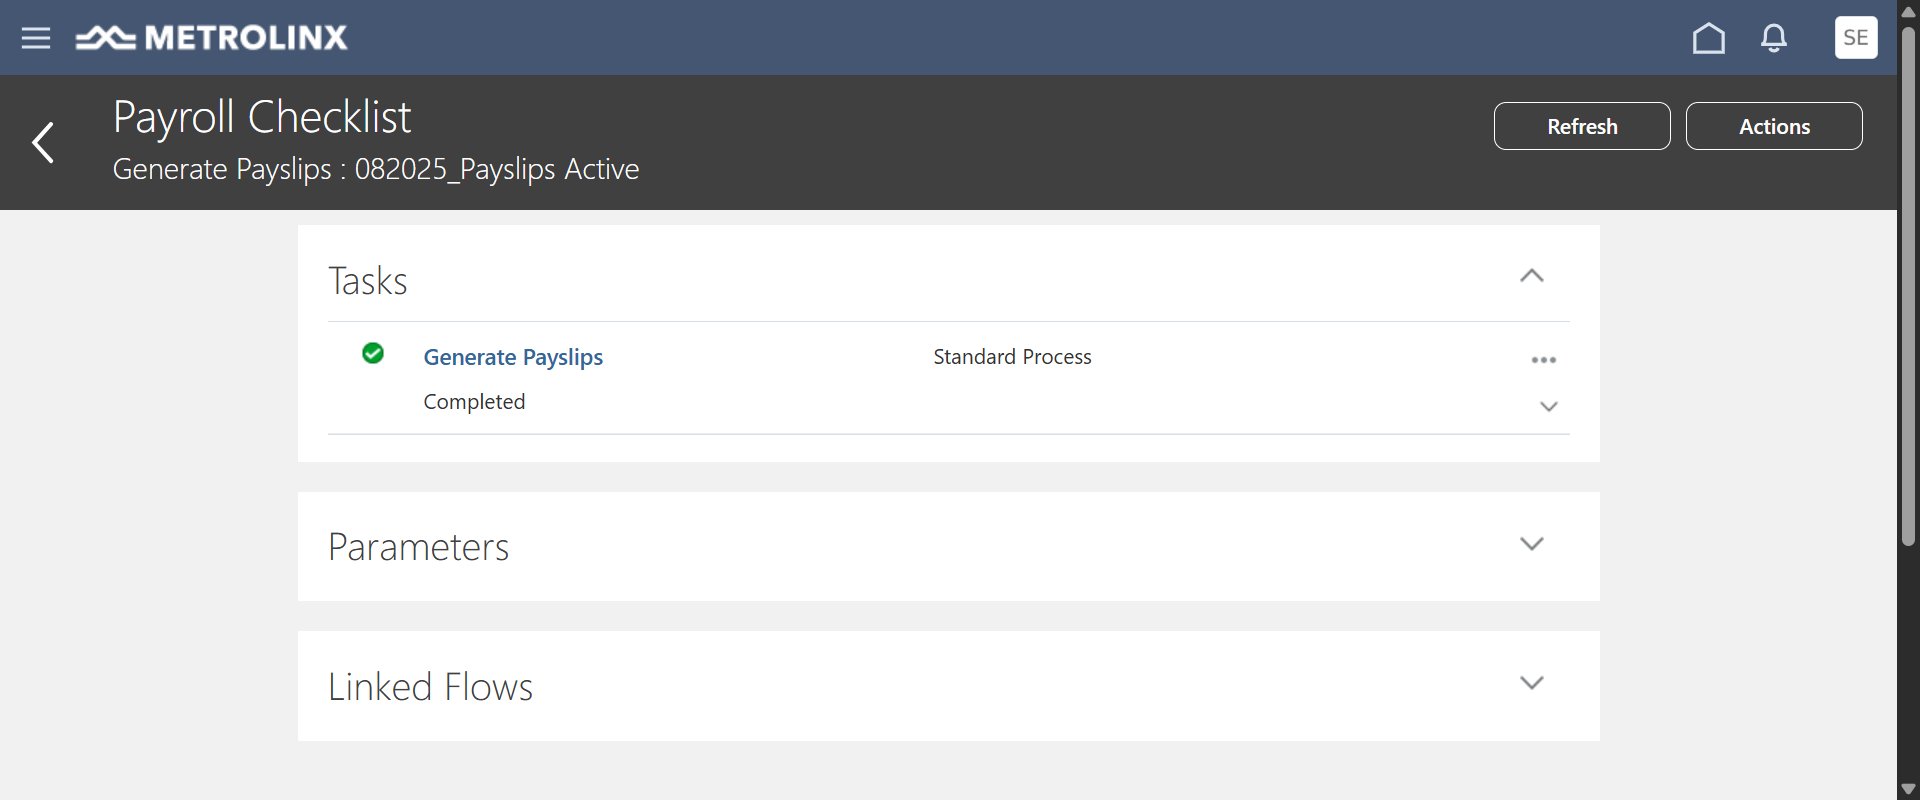 METROLINX
SE
Payroll Checklist
Generate Payslips : 082025_Payslips Active
Refresh
Actions
Tasks
Generate Payslips
Standard Process
Completed
Parameters
Linked Flows